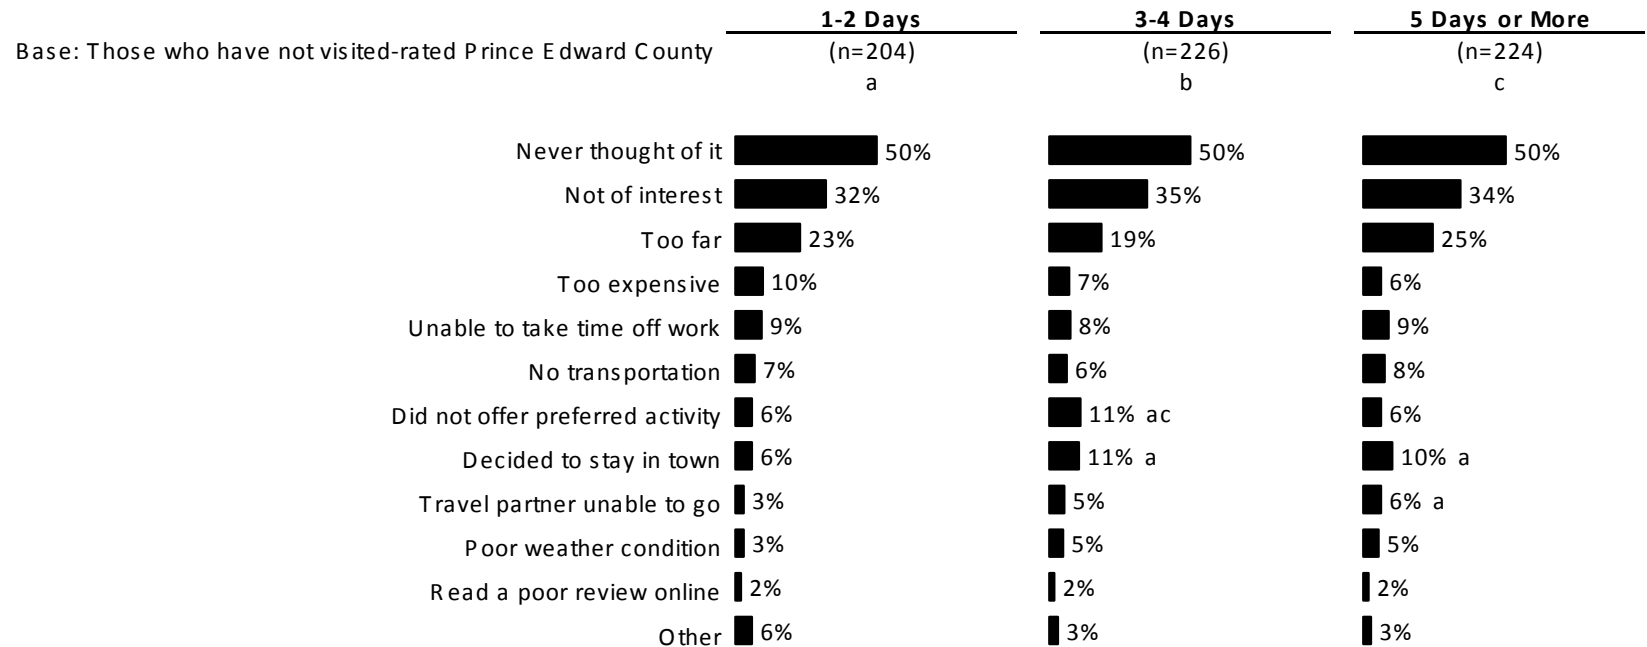 1-2 Days 3-4 Days 5 Days or More
Base: Those who have not visited-rated Prince Edward County (n=204) (n=226) (n=224)
a b c
Never thought of it 50% 50% 50%
Not of interest 32% 35% 34%
Too far 23% 19% 25%
Too expensive 10% 7% 6%
Unable to take time off work 9% 8% 9%
No transportation 7% 6% 8%
Did not offer preferred activity 6% 11% ac 6%
Decided to stay in town 6% 11% a 10% a
Travel partner unable to go 3% 5% 6% a
Poor weather condition 3% 5% 5%
Read a poor review online 2% 2% 2%
Other 6% 3% 3%